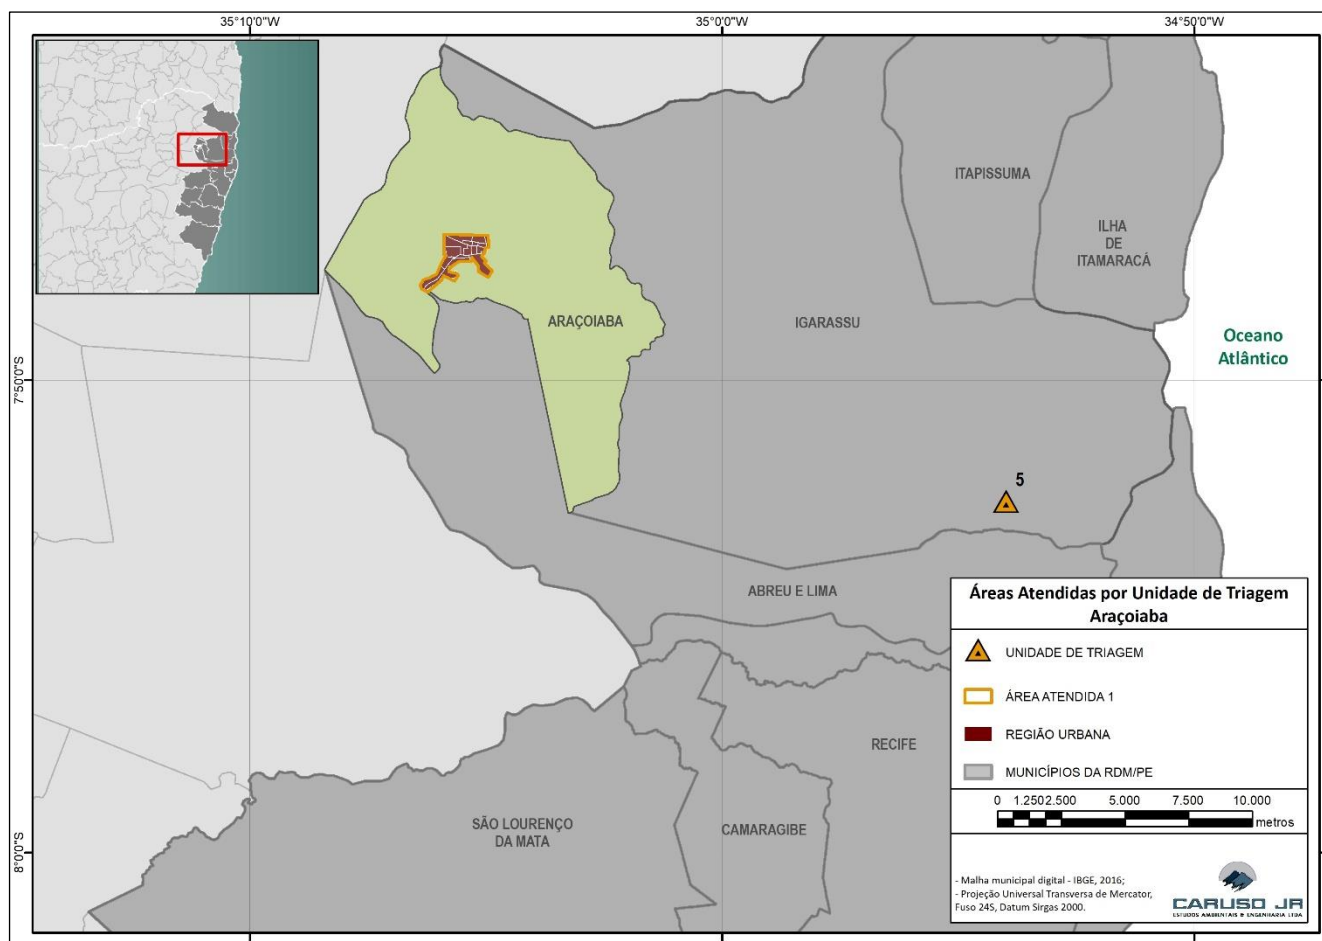 35°10'0"W
35°0'0"W
34°50'0"W
ITAPISSUMA
ILHA
DE
ITAMARACÁ
ARAÇOIABA
IGARASSU
Oceano
Atlântico
7°50'0"S
5
ABREU E LIMA
RECIFE
SÃO LOURENÇO
DA MATA
CAMARAGIBE
8°0'0"S
Áreas Atendidas por Unidade de Triagem
Araçoiaba
UNIDADE DE TRIAGEM
ÁREA ATENDIDA 1
REGIÃO URBANA
MUNICÍPIOS DA RDM/PE
0 1.250 2.500 5.000 7.500 10.000
metros
- Malha municipal digital - IBGE, 2016;
- Projeção Universal Transversa de Mercator,
Fuso 24S, Datum Sirgas 2000.
CARUSO JR
ESTUDOS AMBIENTAIS & ENGENHARIA LTDA